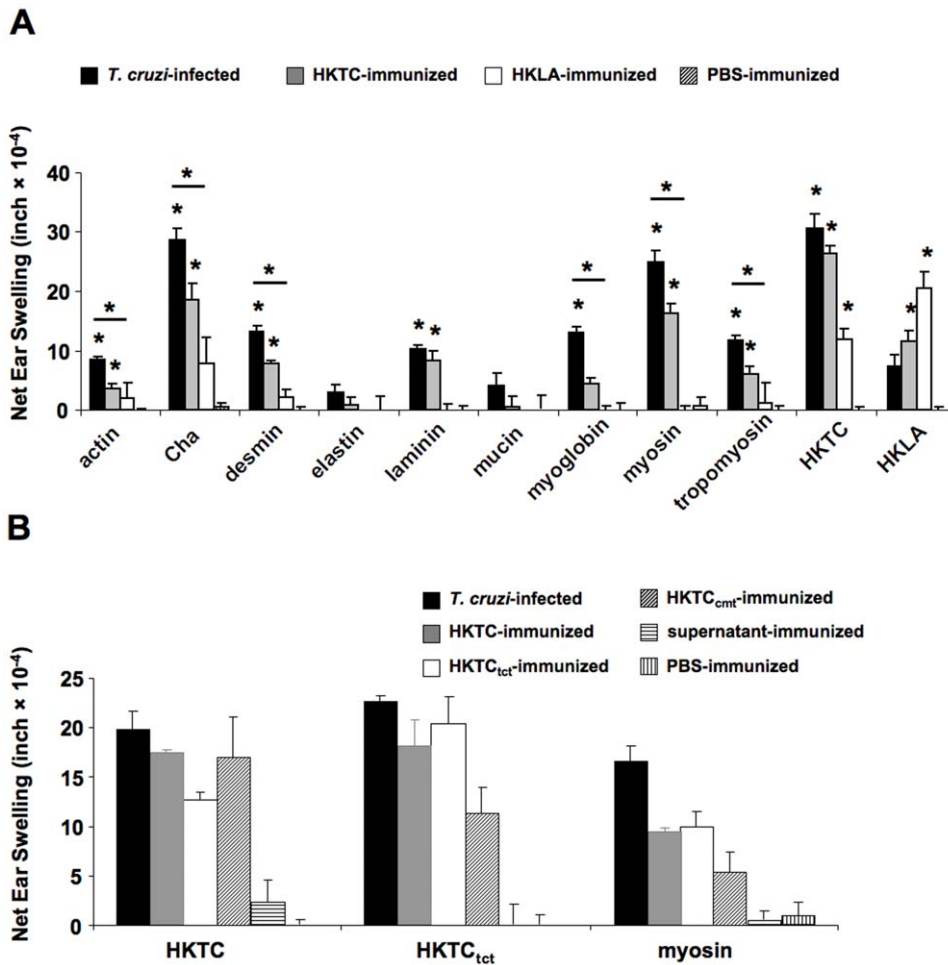 A
T. cruzi-infected HKTC-immunized HKLA-immunized PBS-immunized
Net Ear Swelling (inch × 10-4)
40
30
20
10
0
* * * * * * * * * * * * * * * * * * * * * *
actin Cha desmin elastin laminin mucin myoglobin myosin tropomyosin HKTC HKLA
B
T. cruzi-infected HKTCcmt-immunized
HKTC-immunized supernatant-immunized
HKTCtct-immunized PBS-immunized
Net Ear Swelling (inch × 10-4)
25
20
15
10
5
0
HKTC HKTCtct myosin